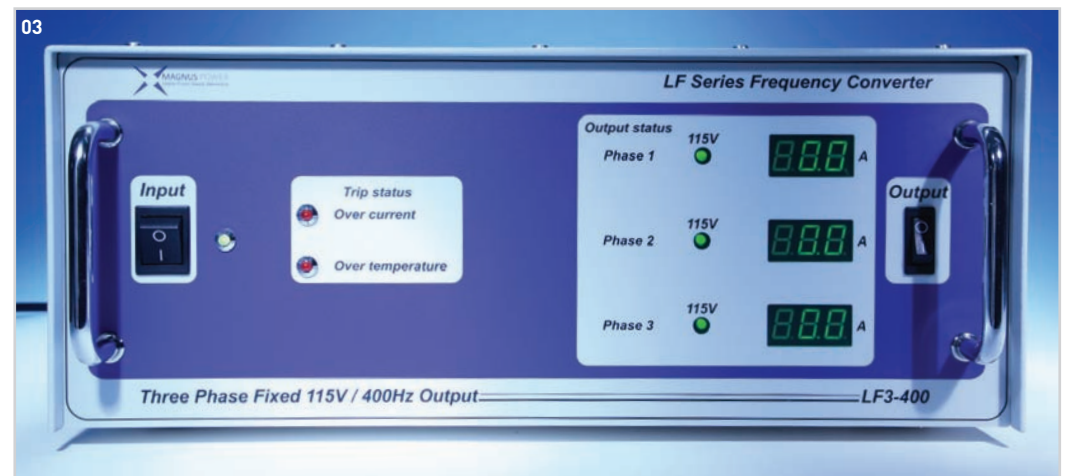 03
MAGNUS POWER
LF Series Frequency Converter
Output status
115V
Phase 1
A
Input
Trip status
Over current
Over temperature
115V
Phase 2
A
Output
115V
Phase 3
A
Three Phase Fixed 115V / 400Hz Output
LF3-400